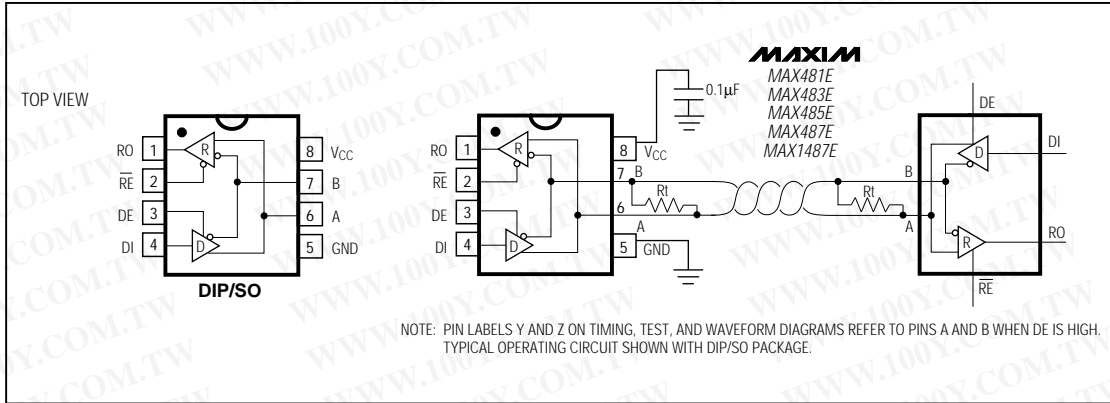 TOP VIEW
RO 1
R̅E̅ 2
DE 3
DI 4
8 VCC
7 B
6 A
5 GND
R
D
DIP/SO
RO 1
R̅E̅ 2
DE 3
DI 4
R
D
8 VCC
7 B
6 A
5 GND
0.1µF
MAXIM
MAX481E
MAX483E
MAX485E
MAX487E
MAX1487E
Rt
Rt
B
A
DE
D
DI
R
RO
R̅E̅
NOTE: PIN LABELS Y AND Z ON TIMING, TEST, AND WAVEFORM DIAGRAMS REFER TO PINS A AND B WHEN DE IS HIGH.
TYPICAL OPERATING CIRCUIT SHOWN WITH DIP/SO PACKAGE.
WWW.100Y.COM.TW